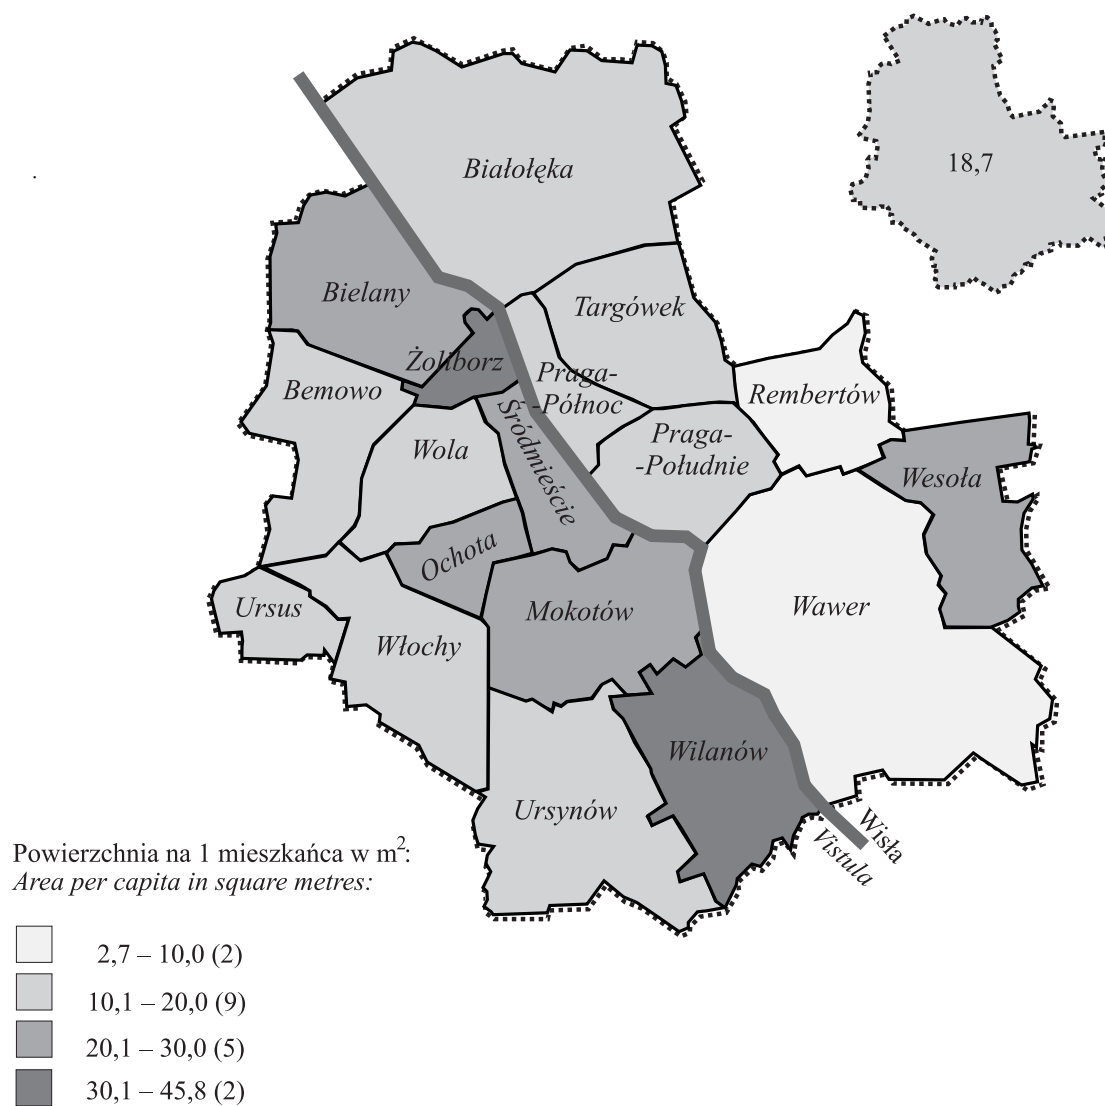 18,7
Białołęka
Bielany
Targówek
Żoliborz
Praga-
-Północ
Bemowo
Rembertów
Śródmieście
Praga-
-Południe
Wola
Wesoła
Ochota
Ursus
Mokotów
Wawer
Włochy
Wilanów
Ursynów
Wisła
Vistula
Powierzchnia na 1 mieszkańca w m²:
Area per capita in square metres:
2,7 – 10,0 (2)
10,1 – 20,0 (9)
20,1 – 30,0 (5)
30,1 – 45,8 (2)